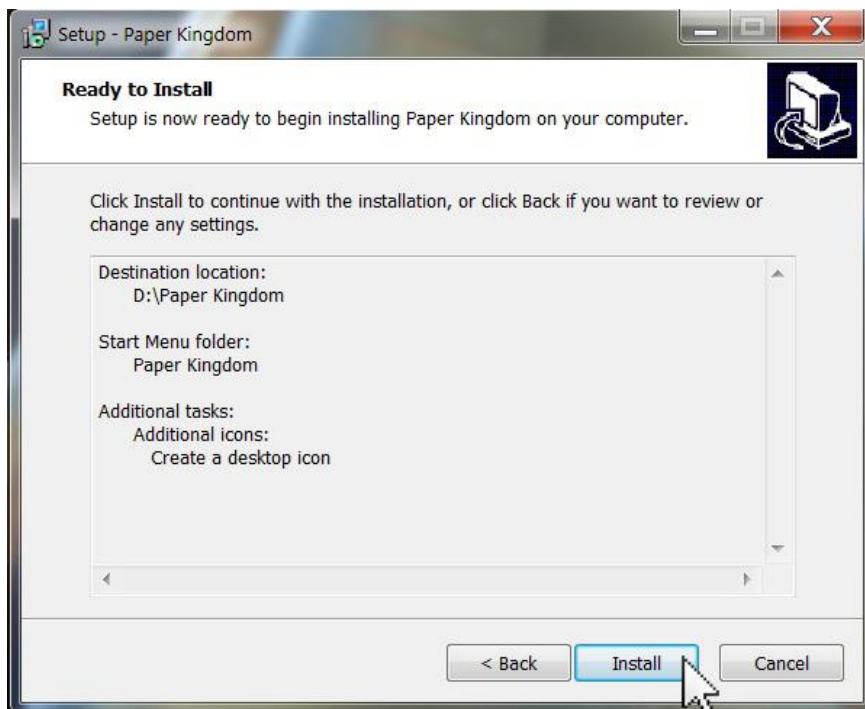 Setup - Paper Kingdom
Ready to Install
Setup is now ready to begin installing Paper Kingdom on your computer.
Click Install to continue with the installation, or click Back if you want to review or
change any settings.
Destination location:
D:\Paper Kingdom
Start Menu folder:
Paper Kingdom
Additional tasks:
Additional icons:
Create a desktop icon
< Back
Install
Cancel